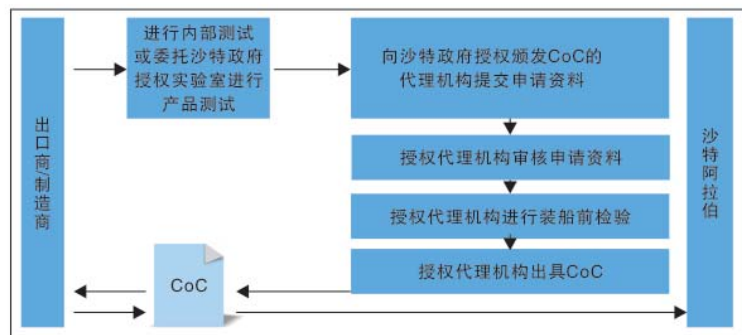 出口商/制造商
进行内部测试
或委托沙特政府
授权实验室进行
产品测试
向沙特政府授权颁发CoC的
代理机构提交申请资料
授权代理机构审核申请资料
授权代理机构进行装船前检验
授权代理机构出具CoC
CoC
沙特阿拉伯